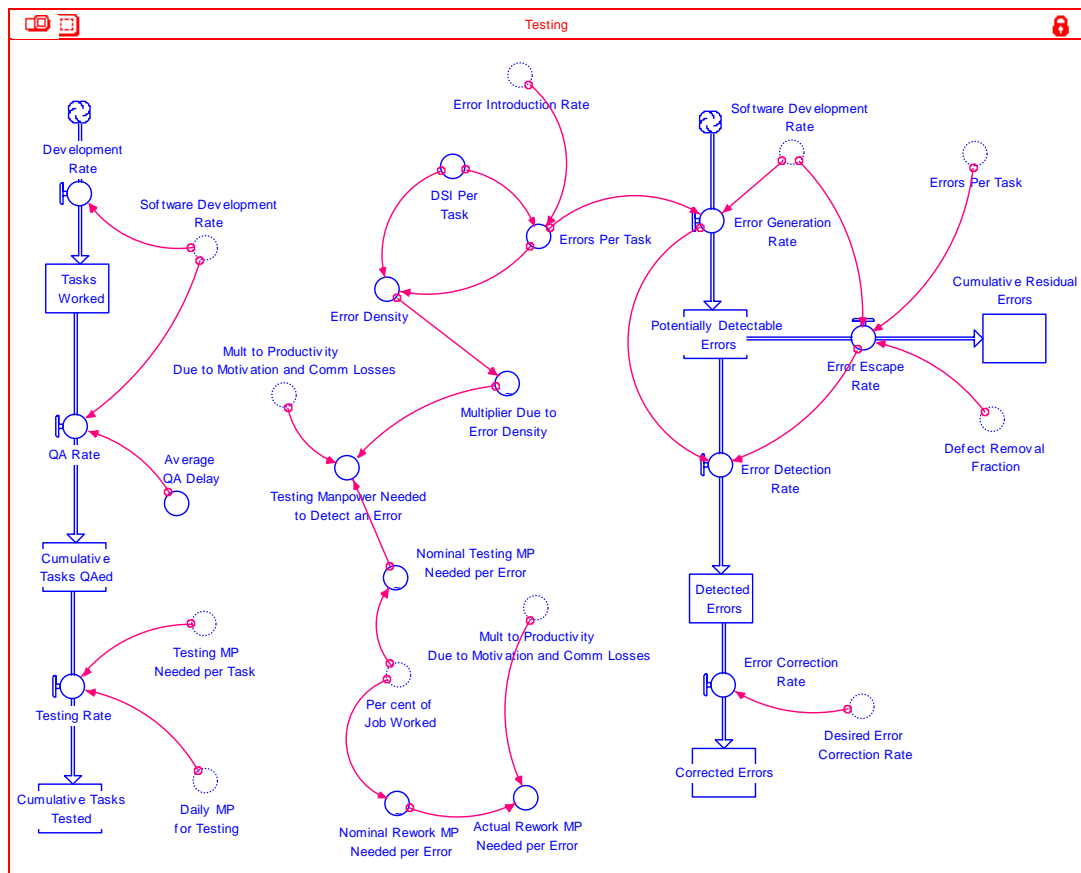 Testing
Error Introduction Rate
Software Development
Rate
Development
Rate
Errors Per Task
DSI Per
Task
Software Development
Rate
Errors Per Task
Error Generation
Rate
Tasks
Worked
Cumulative Residual
Errors
Error Density
Potentially Detectable
Errors
Mult to Productivity
Due to Motivation and Comm Losses
Error Escape
Rate
Multiplier Due to
Error Density
QA Rate
Average
QA Delay
Defect Removal
Fraction
Error Detection
Rate
Testing Manpower Needed
to Detect an Error
Cumulative
Tasks QAed
Nominal Testing MP
Needed per Error
Detected
Errors
Testing MP
Needed per Task
Mult to Productivity
Due to Motivation and Comm Losses
Error Correction
Rate
Testing Rate
Per cent of
Job Worked
Desired Error
Correction Rate
Corrected Errors
Cumulative Tasks
Tested
Daily MP
for Testing
Nominal Rework MP
Needed per Error
Actual Rework MP
Needed per Error